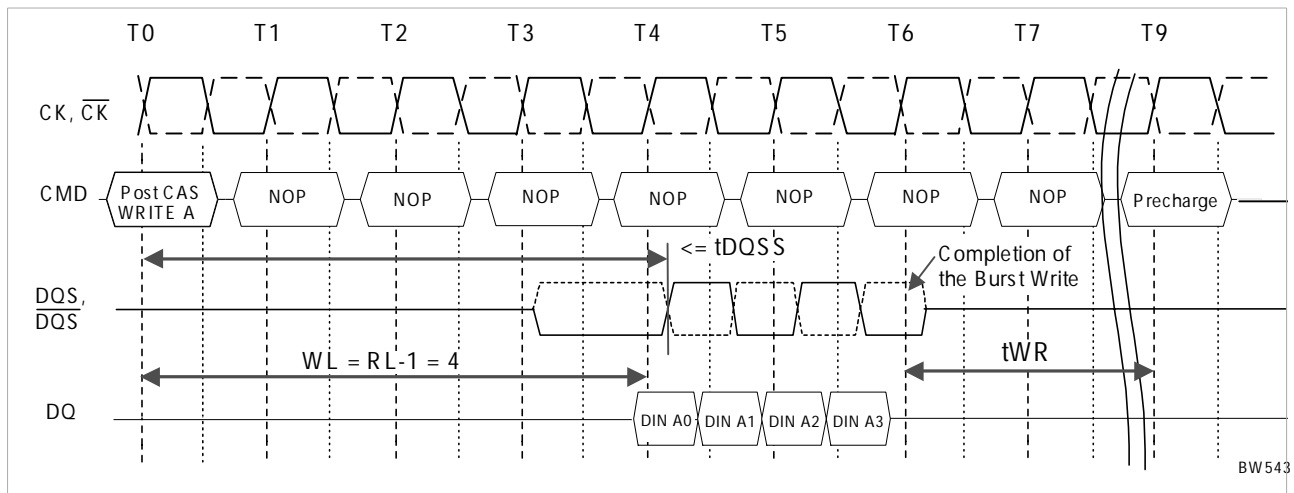 T0 T1 T2 T3 T4 T5 T6 T7 T9
CK, CK
CMD
Post CAS
WRITE A
NOP NOP NOP NOP NOP NOP NOP Precharge
<= tDQSS
Completion of
the Burst Write
DQS,
DQS
WL = RL-1 = 4
tWR
DQ
DIN A0 DIN A1 DIN A2 DIN A3
BW543